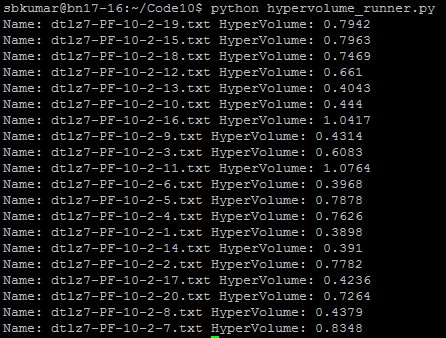 sbkumar@bn17-16:~/Code10$ python hypervolume_runner.py
Name: dtlz7-PF-10-2-19.txt HyperVolume: 0.7942
Name: dtlz7-PF-10-2-15.txt HyperVolume: 0.7963
Name: dtlz7-PF-10-2-18.txt HyperVolume: 0.7469
Name: dtlz7-PF-10-2-12.txt HyperVolume: 0.661
Name: dtlz7-PF-10-2-13.txt HyperVolume: 0.4043
Name: dtlz7-PF-10-2-10.txt HyperVolume: 0.444
Name: dtlz7-PF-10-2-16.txt HyperVolume: 1.0417
Name: dtlz7-PF-10-2-9.txt HyperVolume: 0.4314
Name: dtlz7-PF-10-2-3.txt HyperVolume: 0.6083
Name: dtlz7-PF-10-2-11.txt HyperVolume: 1.0764
Name: dtlz7-PF-10-2-6.txt HyperVolume: 0.3968
Name: dtlz7-PF-10-2-5.txt HyperVolume: 0.7878
Name: dtlz7-PF-10-2-4.txt HyperVolume: 0.7626
Name: dtlz7-PF-10-2-1.txt HyperVolume: 0.3898
Name: dtlz7-PF-10-2-14.txt HyperVolume: 0.391
Name: dtlz7-PF-10-2-2.txt HyperVolume: 0.7782
Name: dtlz7-PF-10-2-17.txt HyperVolume: 0.4236
Name: dtlz7-PF-10-2-20.txt HyperVolume: 0.7264
Name: dtlz7-PF-10-2-8.txt HyperVolume: 0.4379
Name: dtlz7-PF-10-2-7.txt HyperVolume: 0.8348